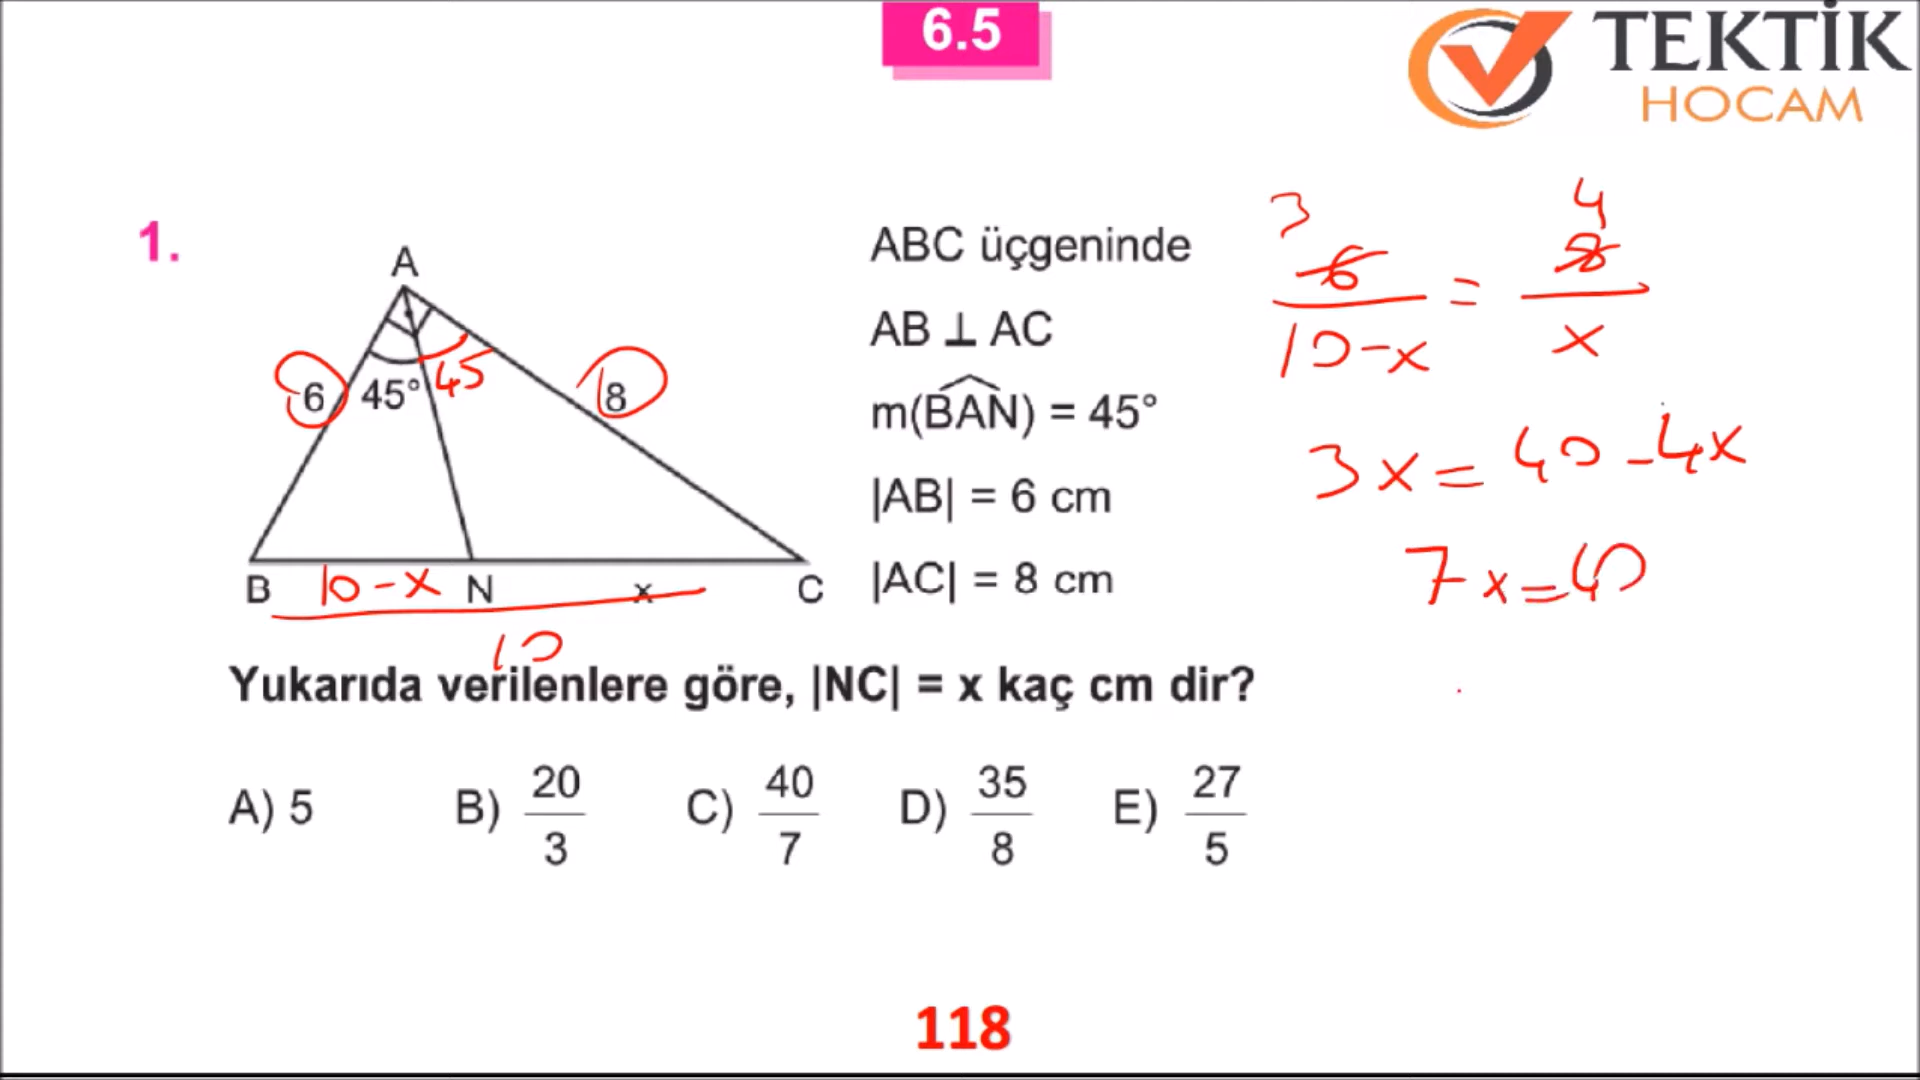 6.5
TEKTİK
HOCAM
1.
A
6
45°
45
8
B
10-x
N
x
C
10
ABC üçgeninde
AB ⊥ AC
m(BAN) = 45°
|AB| = 6 cm
|AC| = 8 cm
3 4
6/10-x = 8/x
3x = 40-4x
7x=40
Yukarıda verilenlere göre, |NC| = x kaç cm dir?
A) 5 B) 20/3 C) 40/7 D) 35/8 E) 27/5
118